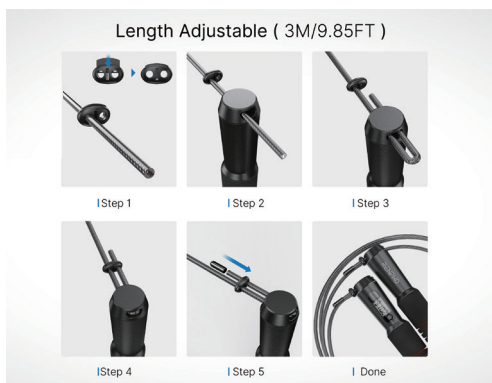 Length Adjustable ( 3M/9.85FT )
Step 1
Step 2
Step 3
Step 4
Step 5
Done